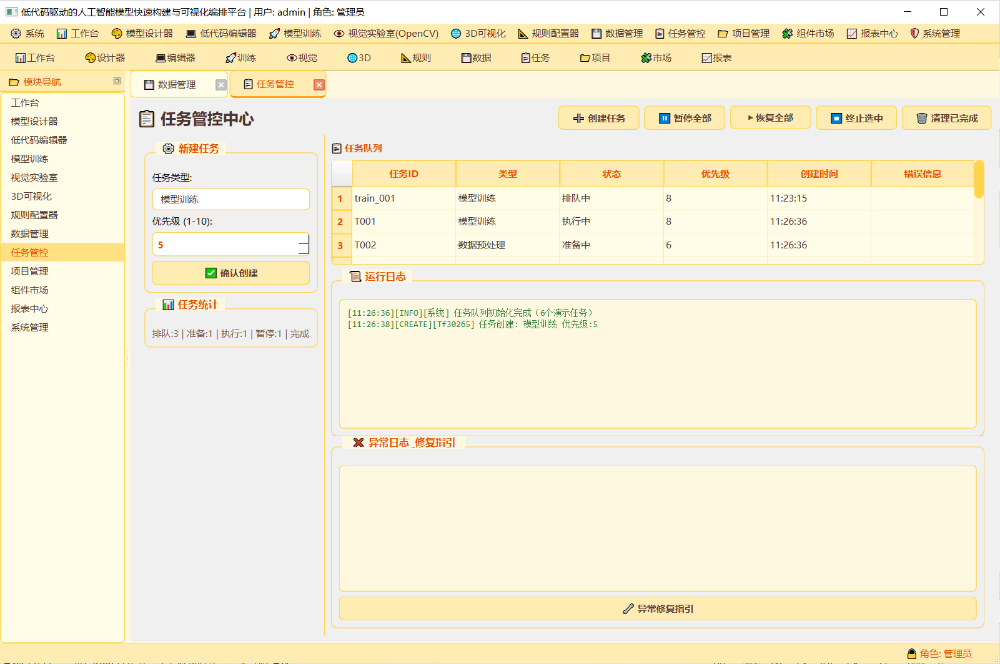 低代码驱动的人工智能模型快速构建与可视化编排平台 | 用户: admin | 角色: 管理员
系统 工作台 模型设计器 低代码编辑器 模型训练 视觉实验室(OpenCV) 3D可视化 规则配置器 数据管理 任务管控 项目管理 组件市场 报表中心 系统管理
工作台 设计器 编辑器 训练 视觉 3D 规则 数据 任务 项目 市场 报表
模块导航
工作台
模型设计器
低代码编辑器
模型训练
视觉实验室
3D可视化
规则配置器
数据管理
任务管控
项目管理
组件市场
报表中心
系统管理
数据管理 任务管控
任务管控中心
创建任务 暂停全部 恢复全部 终止选中 清理已完成
新建任务
任务类型:
模型训练
优先级 (1-10):
5
确认创建
任务统计
排队:3 | 准备:1 | 执行:1 | 暂停:1 | 完成
任务队列
任务ID 类型 状态 优先级 创建时间 错误信息
1 train_001 模型训练 排队中 8 11:23:15
2 T001 模型训练 执行中 8 11:26:36
3 T002 数据预处理 准备中 6 11:26:36
运行日志
[11:26:36][INFO][系统] 任务队列初始化完成（6个演示任务）
[11:26:38][CREATE][Tf30265] 任务创建: 模型训练 优先级:5
异常日志_修复指引
异常修复指引
角色: 管理员